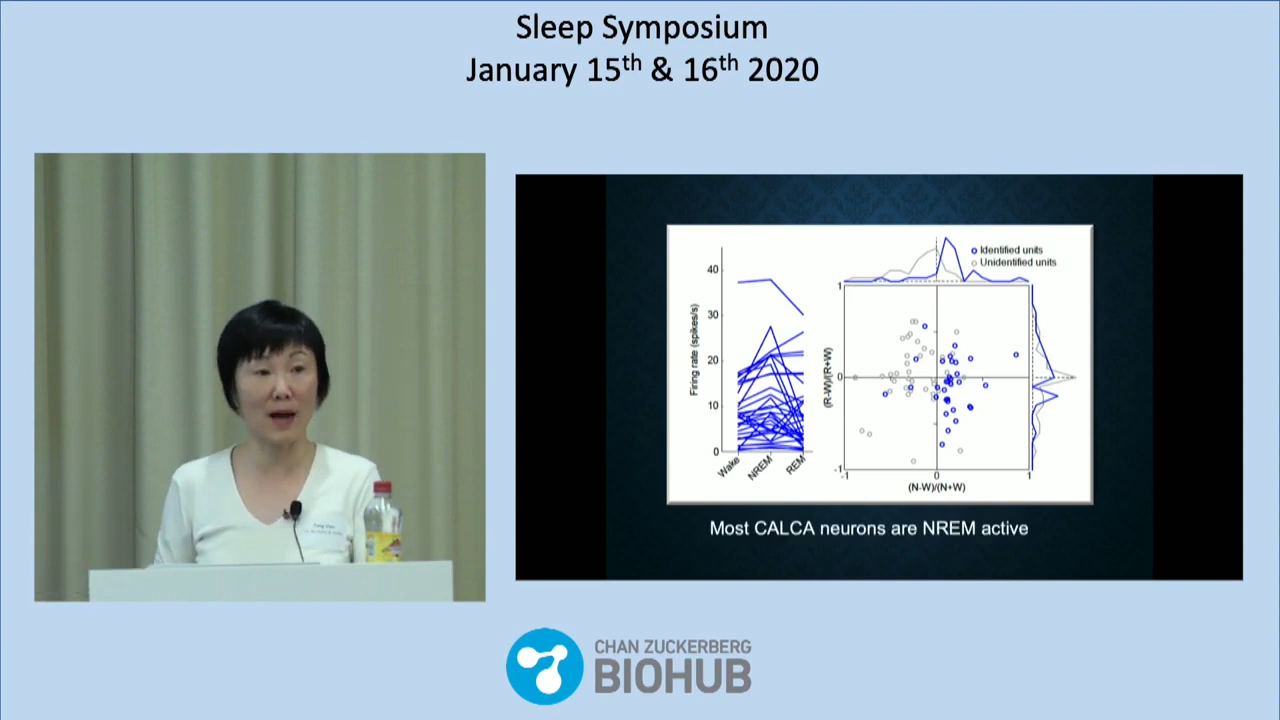 Sleep Symposium
January 15th & 16th 2020
Identified units
Unidentified units
40
30
20
10
0
Firing rate (spikes/s)
Wake
NREM
REM
1
0
-1
(R-W)/(R+W)
-1
0
1
(N-W)/(N+W)
Most CALCA neurons are NREM active
CHAN ZUCKERBERG
BIOHUB